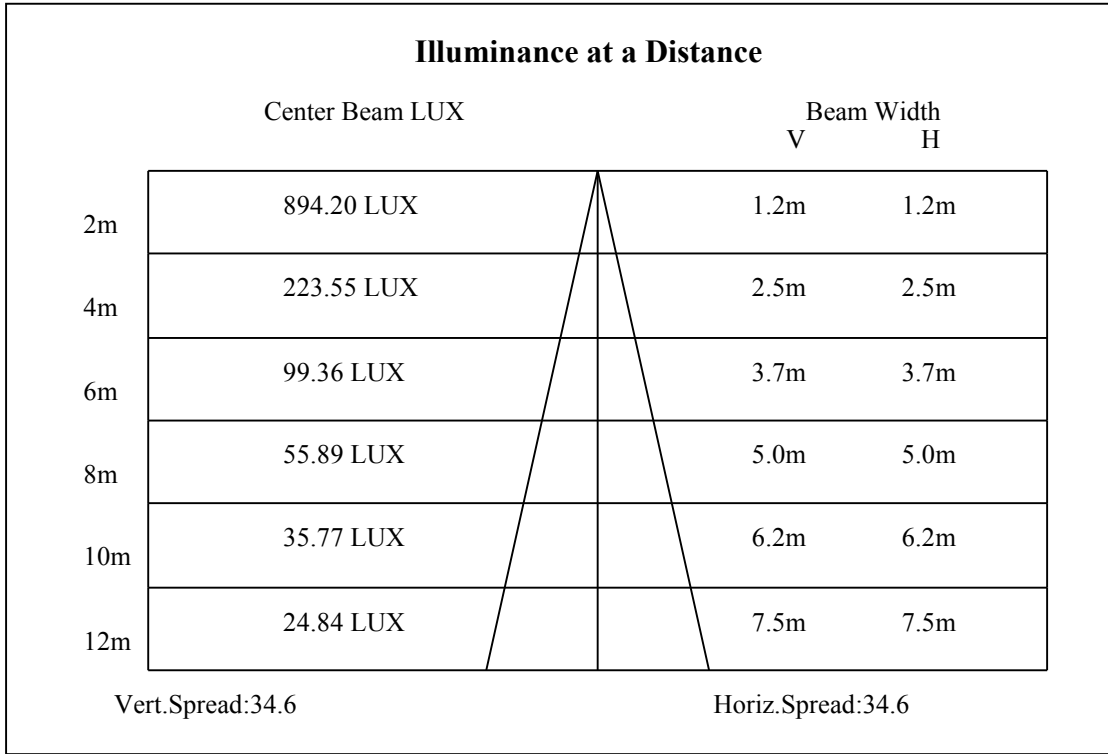 Illuminance at a Distance
Center Beam LUX Beam Width
V H
2m 894.20 LUX 1.2m 1.2m
4m 223.55 LUX 2.5m 2.5m
6m 99.36 LUX 3.7m 3.7m
8m 55.89 LUX 5.0m 5.0m
10m 35.77 LUX 6.2m 6.2m
12m 24.84 LUX 7.5m 7.5m
Vert.Spread:34.6 Horiz.Spread:34.6